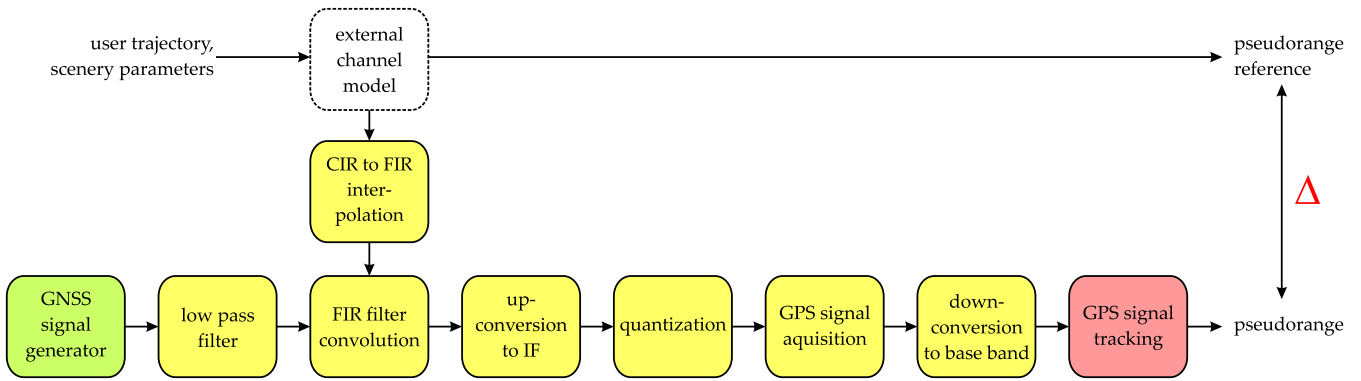 user trajectory,
scenery parameters
external
channel
model
pseudorange
reference
CIR to FIR
inter-
polation
Δ
GNSS
signal
generator
low pass
filter
FIR filter
convolution
up-
conversion
to IF
quantization
GPS signal
aquisition
down-
conversion
to base band
GPS signal
tracking
pseudorange